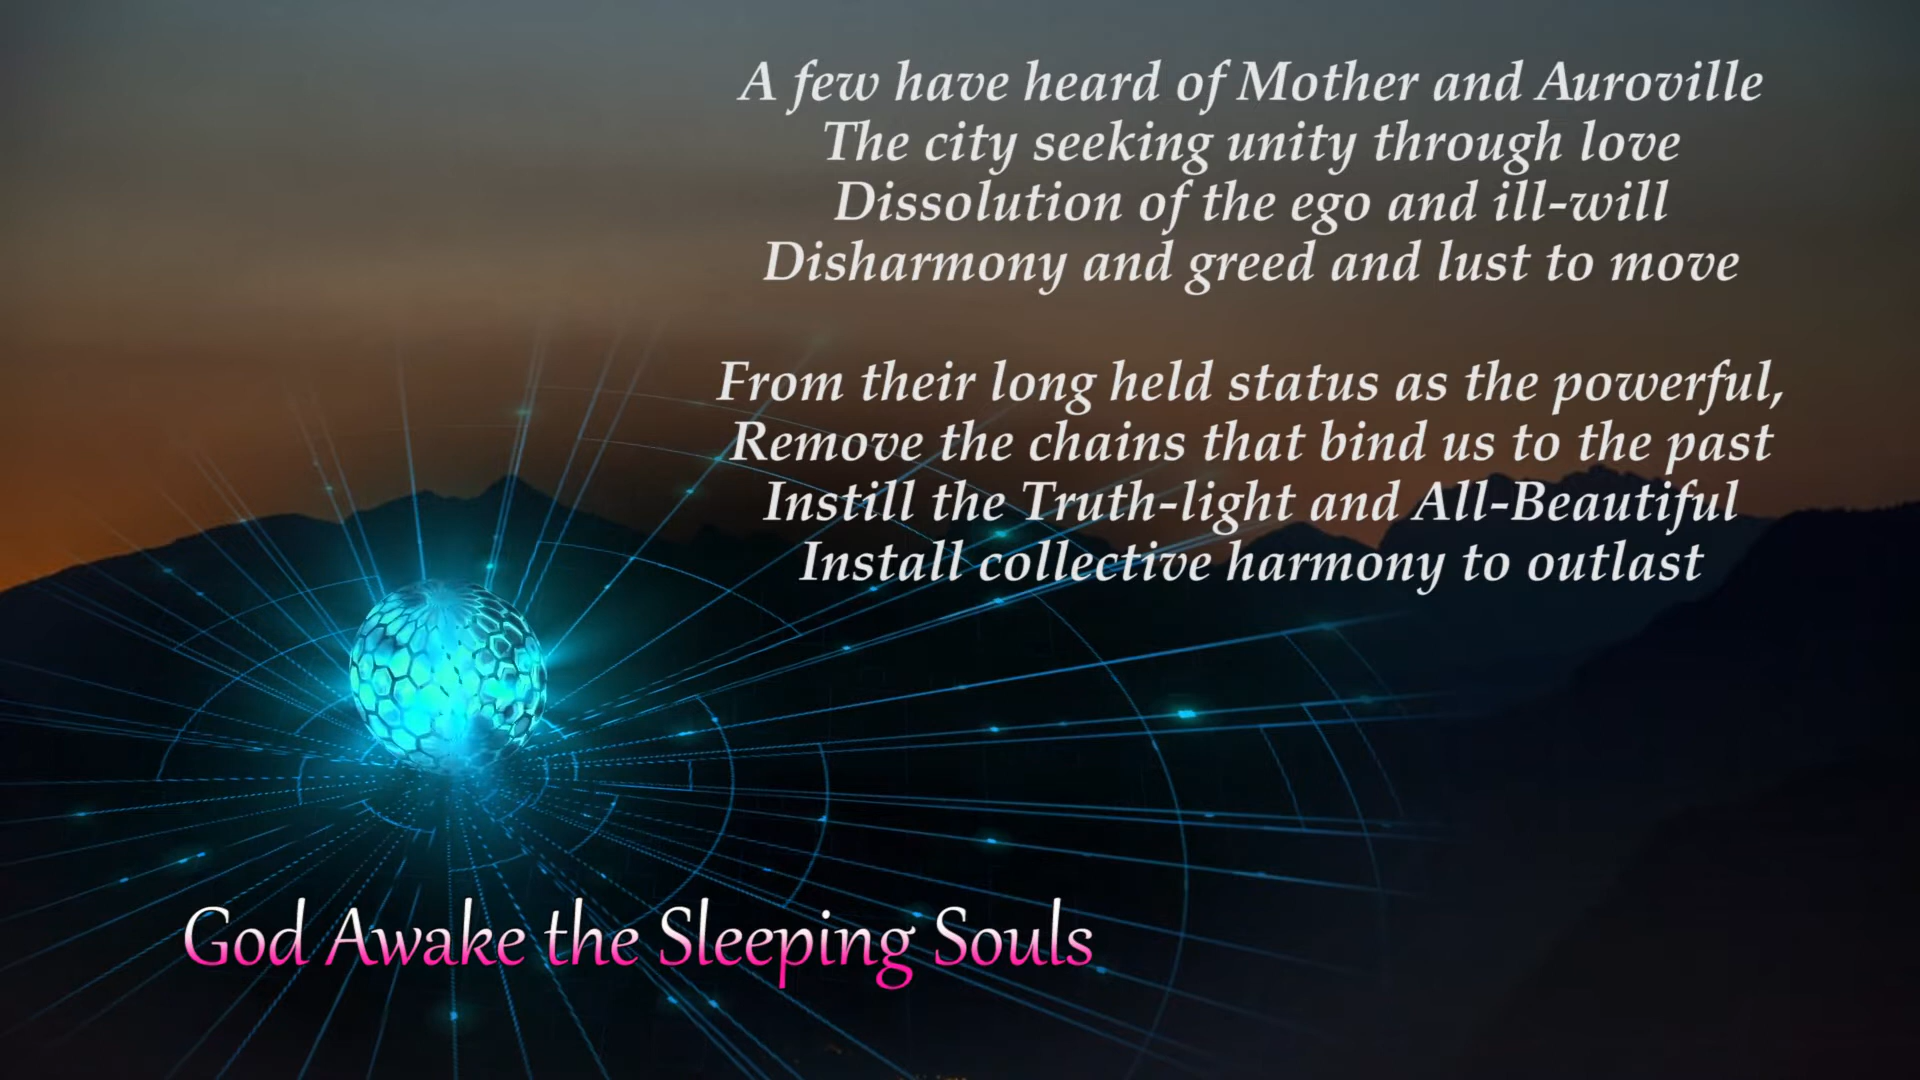 A few have heard of Mother and Auroville
The city seeking unity through love
Dissolution of the ego and ill-will
Disharmony and greed and lust to move
From their long held status as the powerful,
Remove the chains that bind us to the past
Instill the Truth-light and All-Beautiful
Install collective harmony to outlast
God Awake the Sleeping Souls